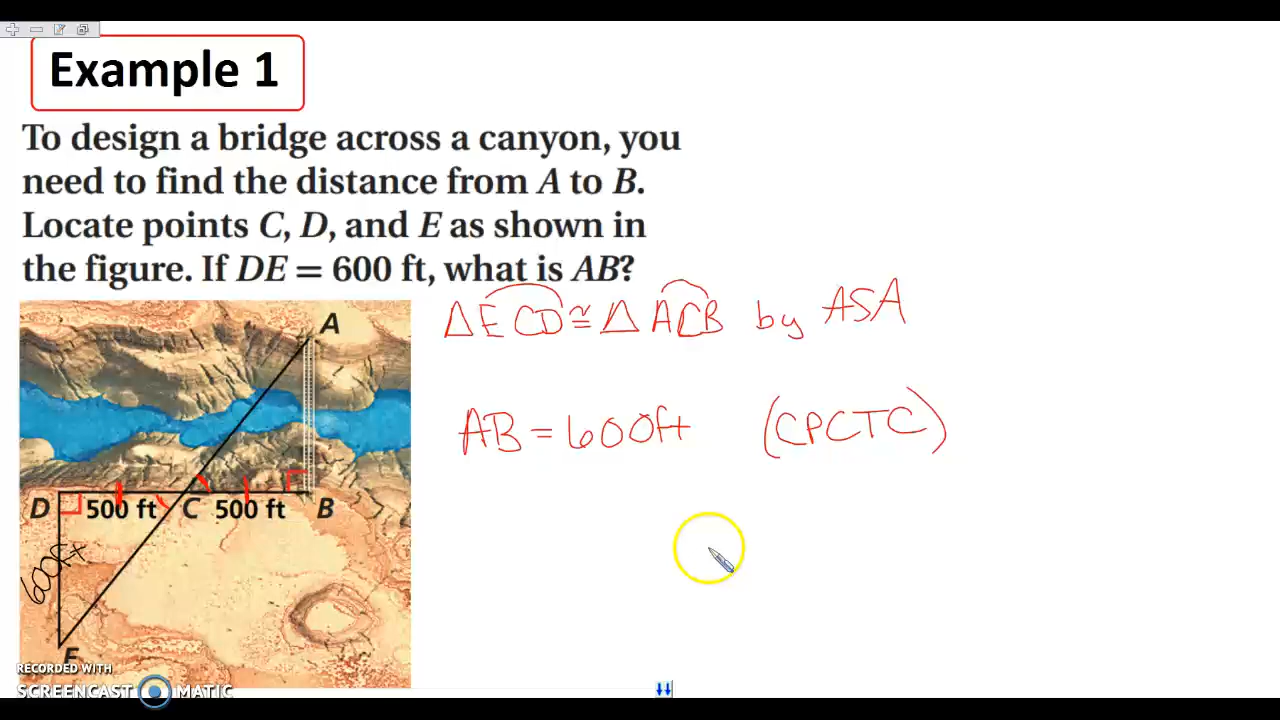 Example 1
To design a bridge across a canyon, you
need to find the distance from A to B.
Locate points C, D, and E as shown in
the figure. If DE = 600 ft, what is AB?
△ECD ≅ △ACB by ASA
AB = 600ft (CPCTC)
A
D 500 ft C 500 ft B
600ft
E
RECORDED WITH
SCREENCAST MATIC